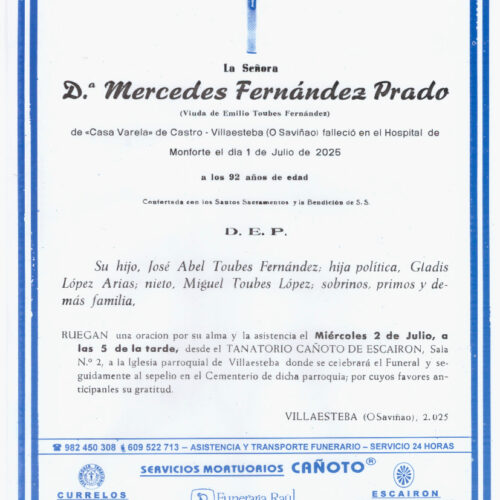 La Señora
D.ª Mercedes Fernández Prado
(Viuda de Emilio Toubes Fernández)
de «Casa Varela» de Castro - Villaesteba (O Saviñao) falleció en el Hospital de
Monforte el día 1 de Julio de 2025
a los 92 años de edad
Confortada con los Santos Sacramentos y la Bendición de S. S.
D. E. P.
Su hijo, José Abel Toubes Fernández; hija política, Gladis
López Arias; nieto, Miguel Toubes López; sobrinos, primos y de-
más familia,
RUEGAN una oracion por su alma y la asistencia el Miércoles 2 de Julio, a
las 5 de la tarde, desde el TANATORIO CAÑOTO DE ESCAIRON, Sala
N.º 2, a la Iglesia parroquial de Villaesteba donde se celebrará el Funeral y se-
guidamente al sepelio en el Cementerio de dicha parroquia; por cuyos favores an-
ticipanles su gratitud.
VILLAESTEBA (O Saviñao), 2.025
☎ 982 450 308 609 522 713 – ASISTENCIA Y TRANSPORTE FUNERARIO – SERVICIO 24 HORAS
SERVICIOS MORTUORIOS CAÑOTO®
CURRELOS
Funeraria Raúl
ESCAIRON